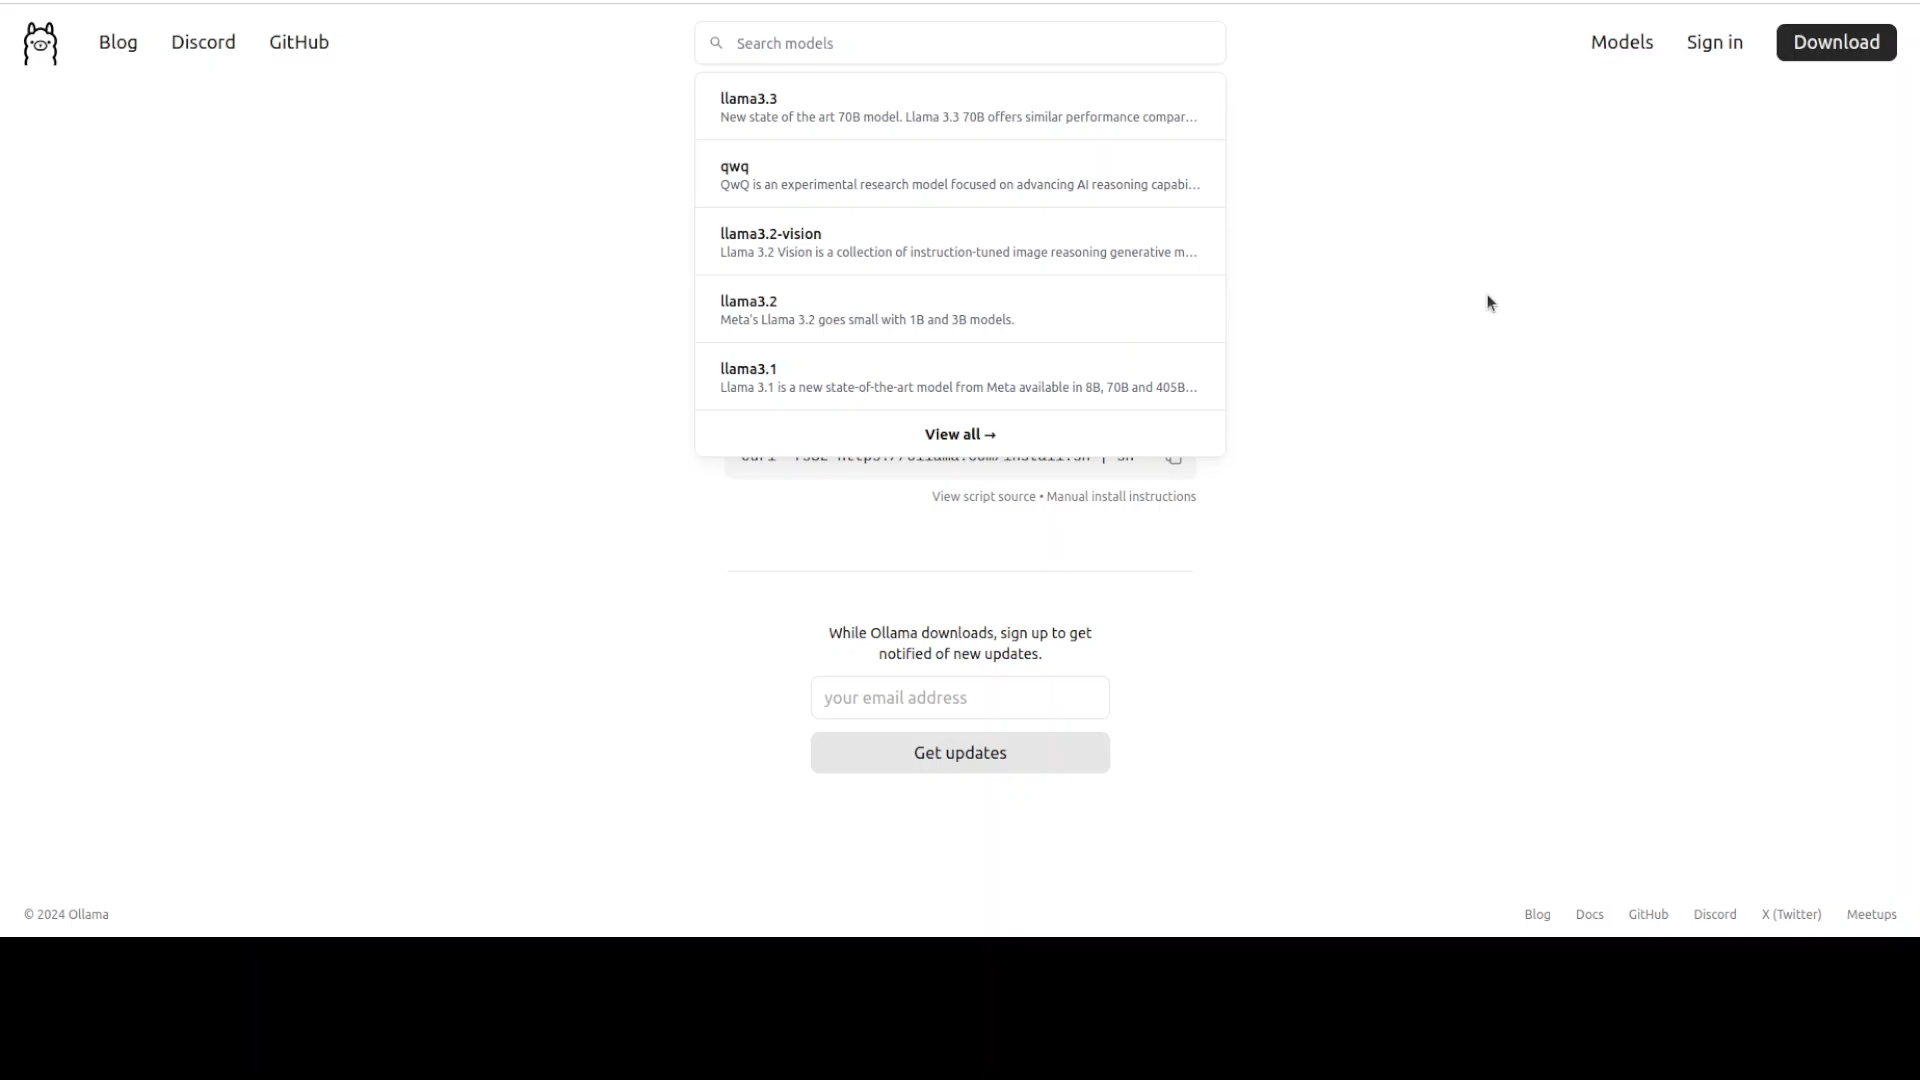 Blog
Discord
GitHub
Search models
Models
Sign in
Download
llama3.3
New state of the art 70B model. Llama 3.3 70B offers similar performance compar...
qwq
QwQ is an experimental research model focused on advancing AI reasoning capabi...
llama3.2-vision
Llama 3.2 Vision is a collection of instruction-tuned image reasoning generative m...
llama3.2
Meta's Llama 3.2 goes small with 1B and 3B models.
llama3.1
Llama 3.1 is a new state-of-the-art model from Meta available in 8B, 70B and 405B...
View all →
View script source • Manual install instructions
While Ollama downloads, sign up to get
notified of new updates.
your email address
Get updates
© 2024 Ollama
Blog
Docs
GitHub
Discord
X (Twitter)
Meetups